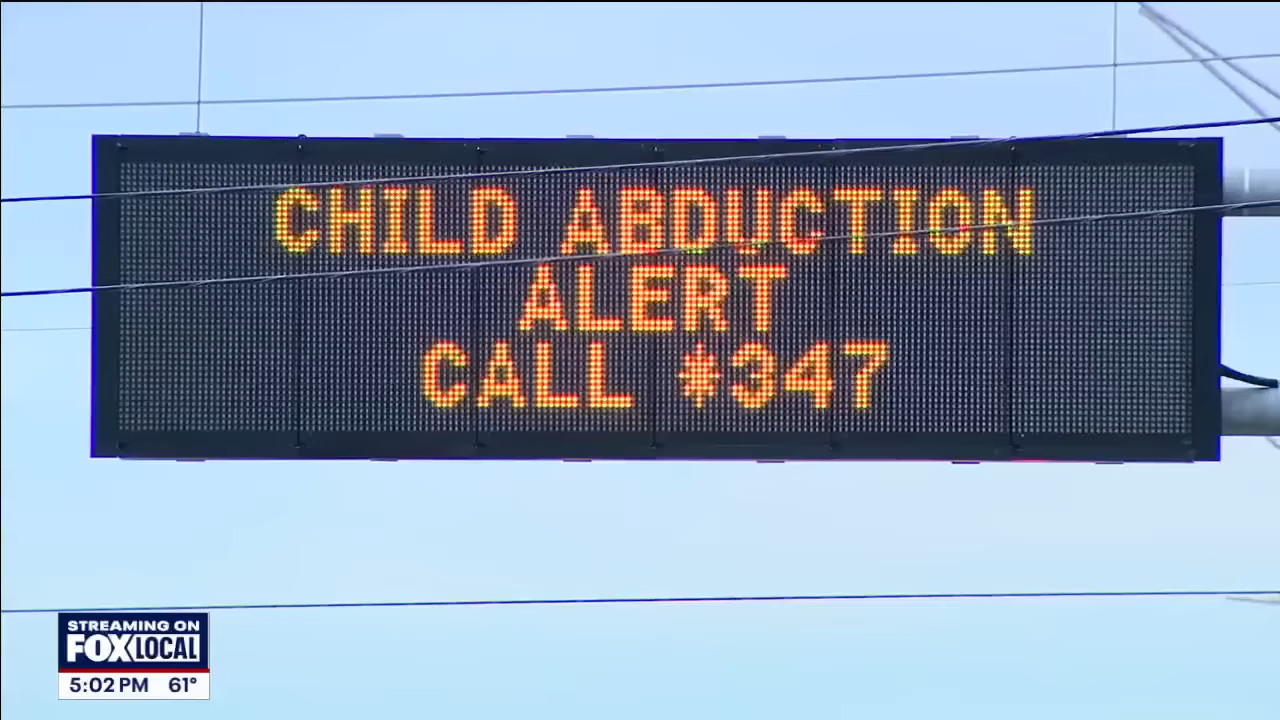 CHILD ABDUCTION
ALERT
CALL #347
STREAMING ON
FOX LOCAL
5:02 PM 61°